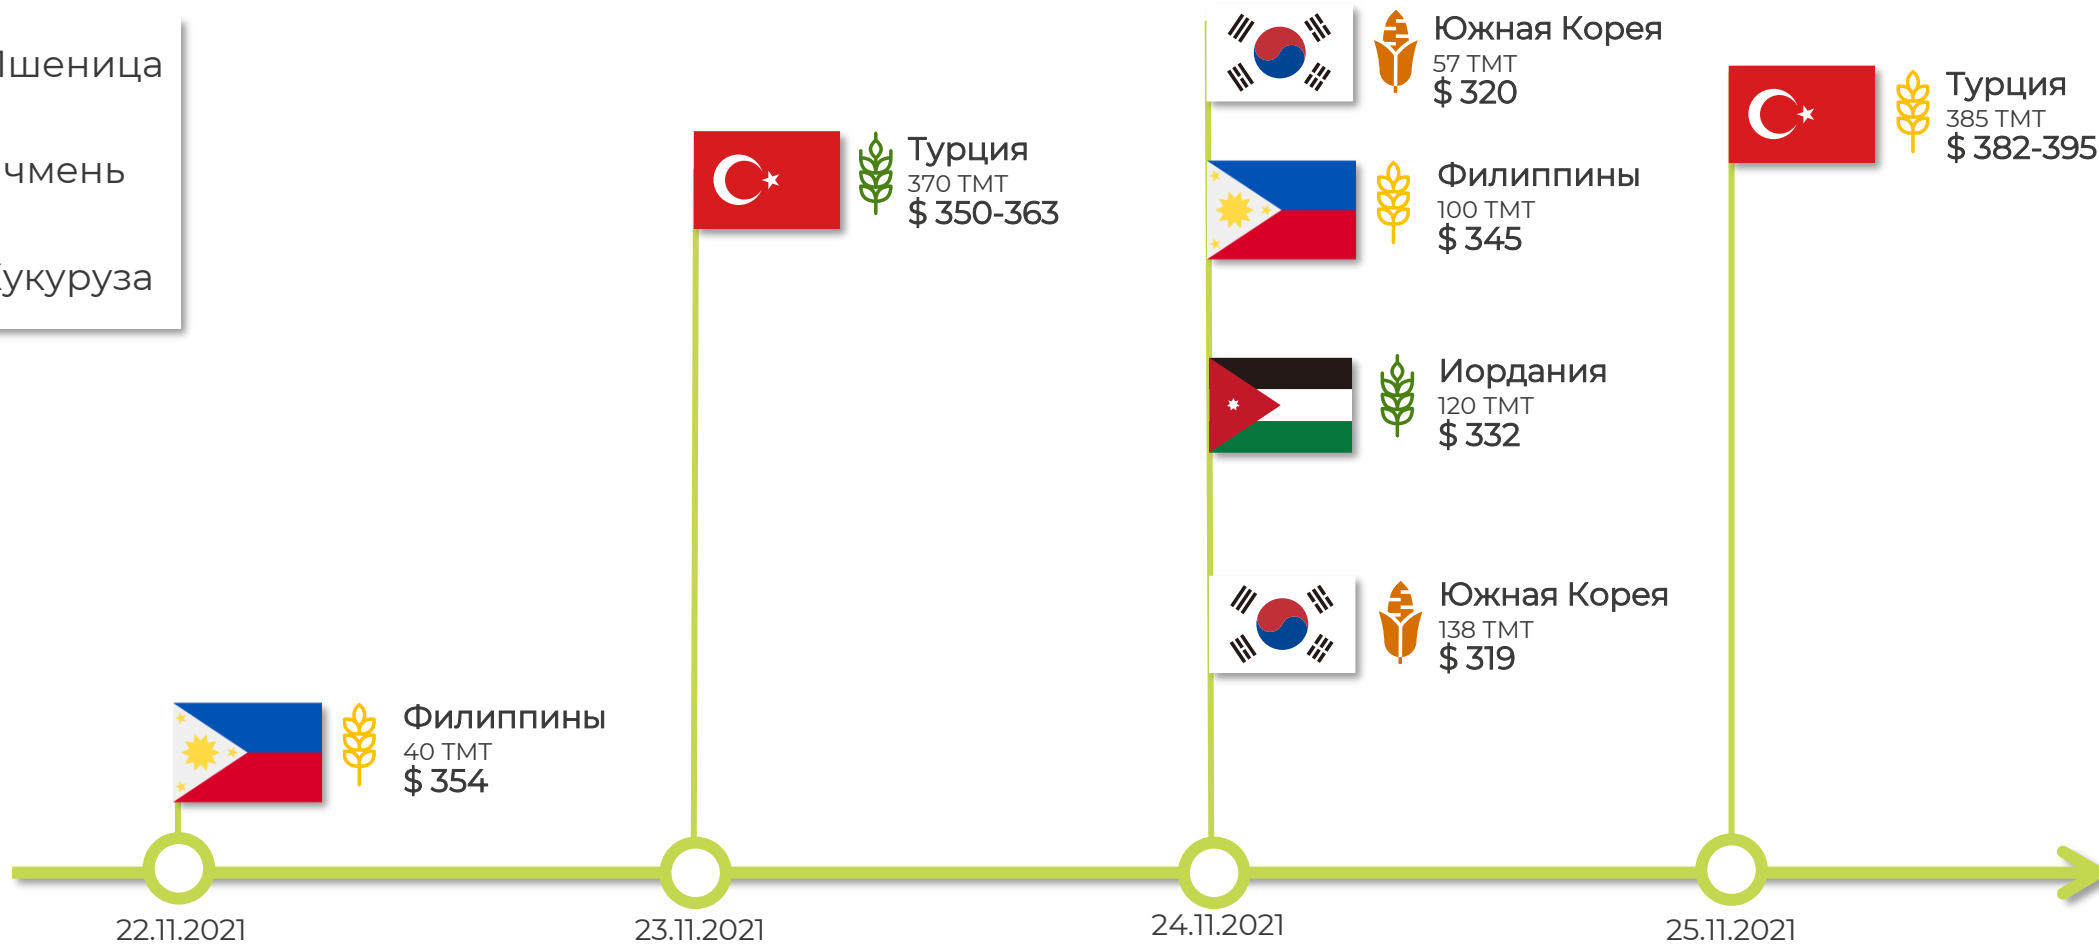 Пшеница
чмень
Кукуруза
Филиппины
40 ТМТ
$ 354
22.11.2021
Турция
370 ТМТ
$ 350-363
23.11.2021
Южная Корея
57 ТМТ
$ 320
Филиппины
100 ТМТ
$ 345
Иордания
120 ТМТ
$ 332
Южная Корея
138 ТМТ
$ 319
24.11.2021
Турция
385 ТМТ
$ 382-395
25.11.2021